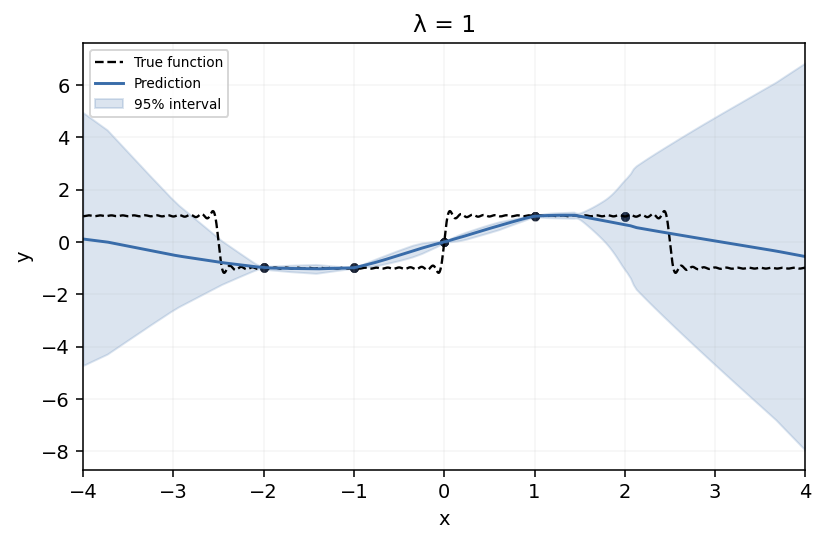 λ = 1
True function
Prediction
95% interval
y
6
4
2
0
−2
−4
−6
−8
−4 −3 −2 −1 0 1 2 3 4
x